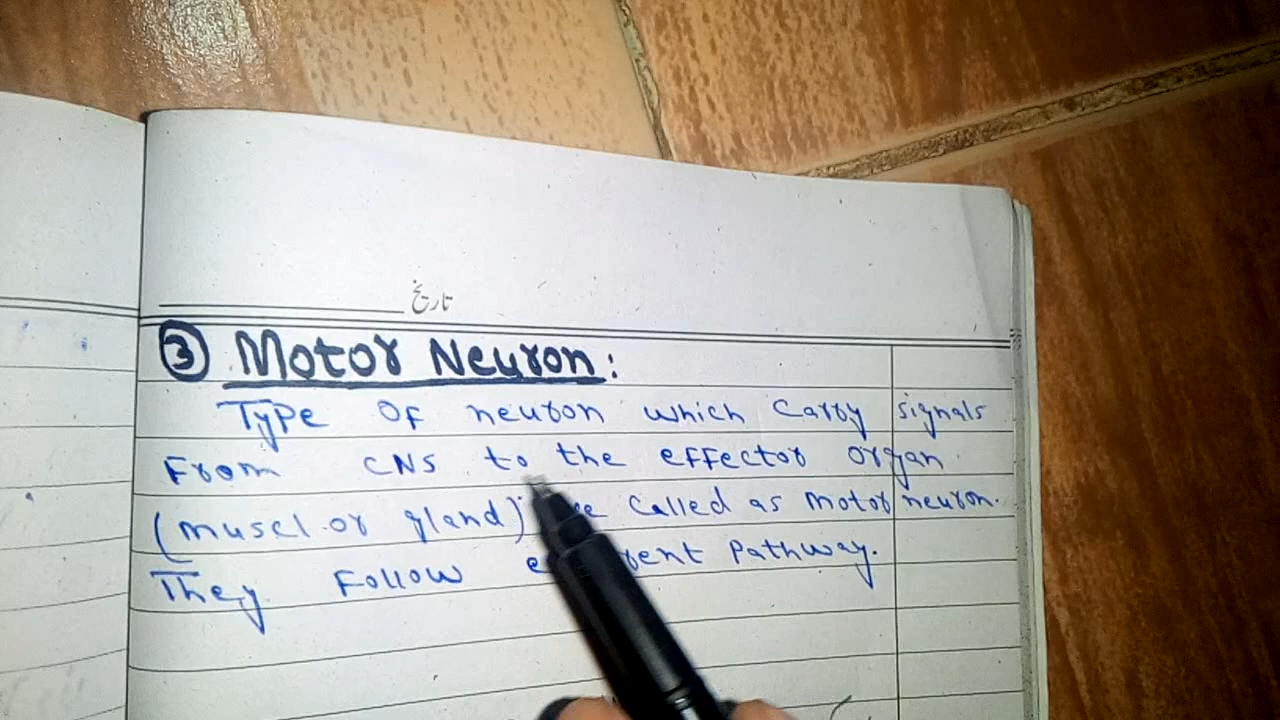 تاریخ
3 Motor Neuron:
Type of neuron which carry signals
From CNS to the effector organ
(muscl or gland) called as motor neuron.
They Follow pathway.